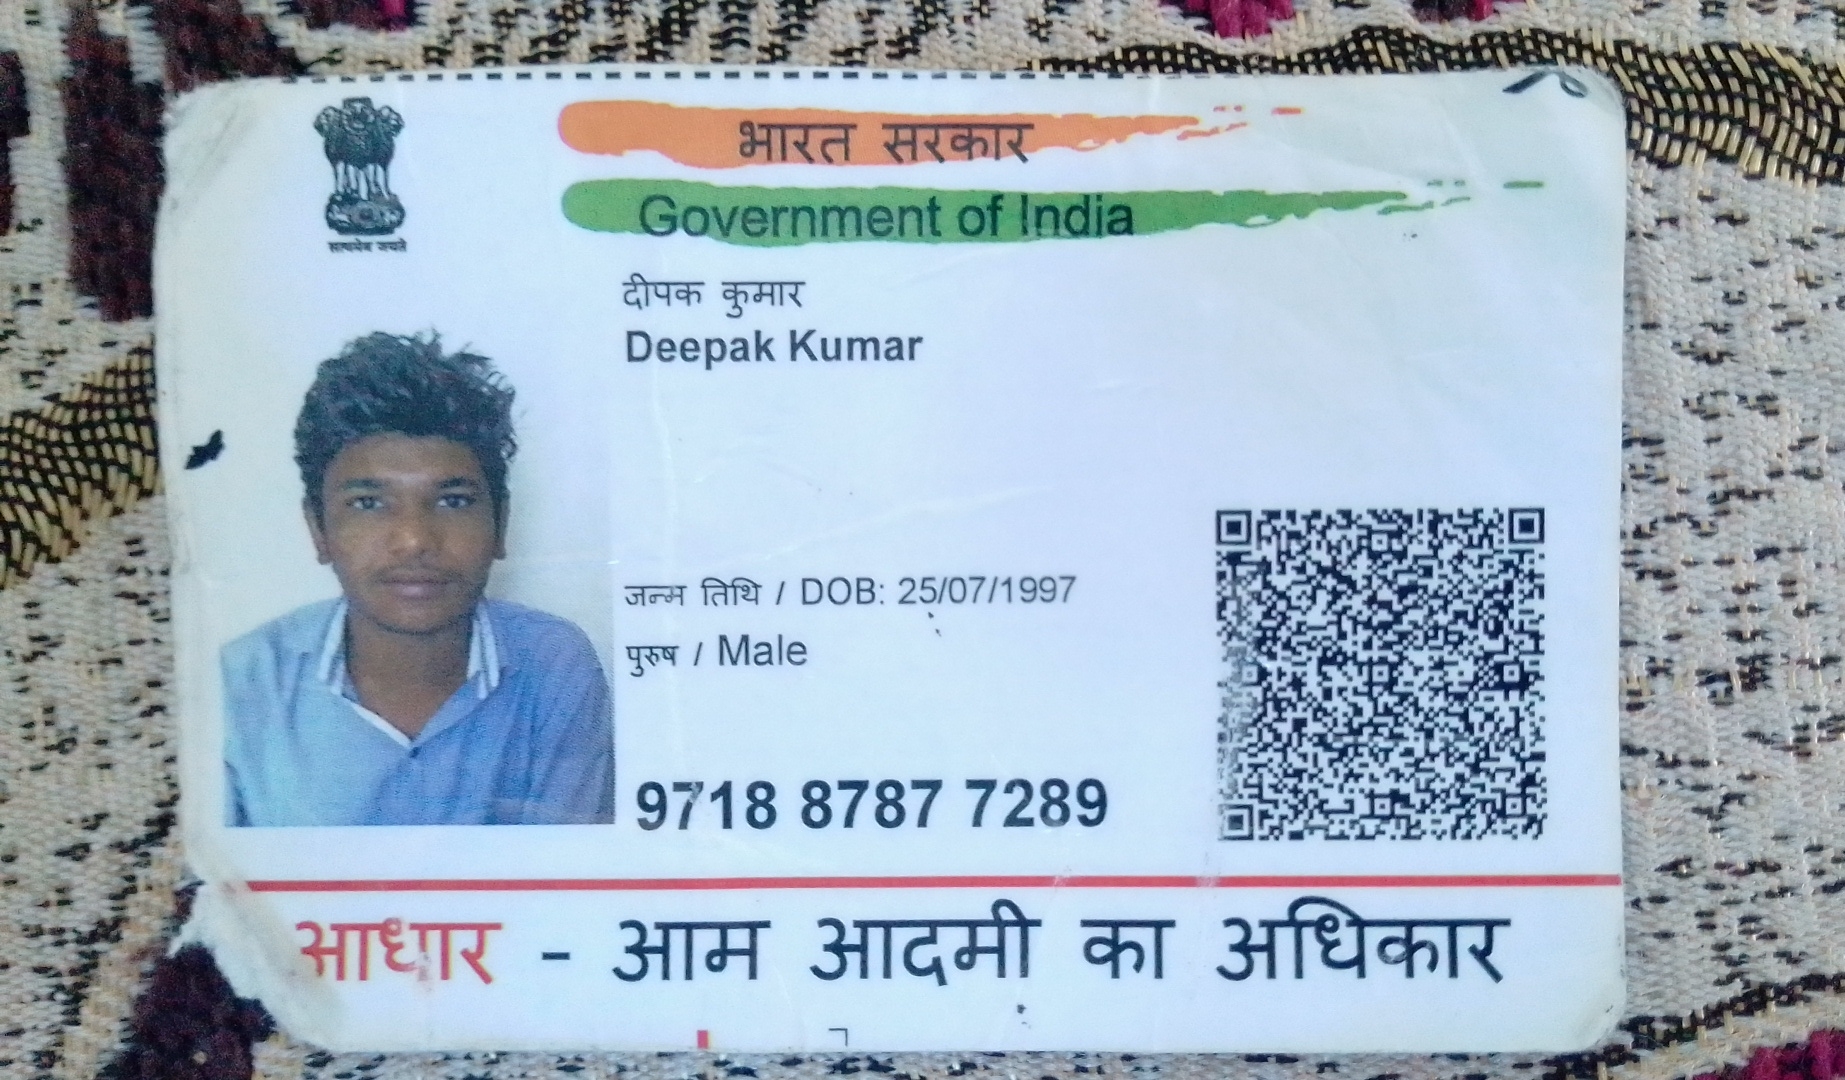 सत्यमेव जयते
भारत सरकार
Government of India
दीपक कुमार
Deepak Kumar
जन्म तिथि / DOB: 25/07/1997
पुरुष / Male
9718 8787 7289
आधार - आम आदमी का अधिकार